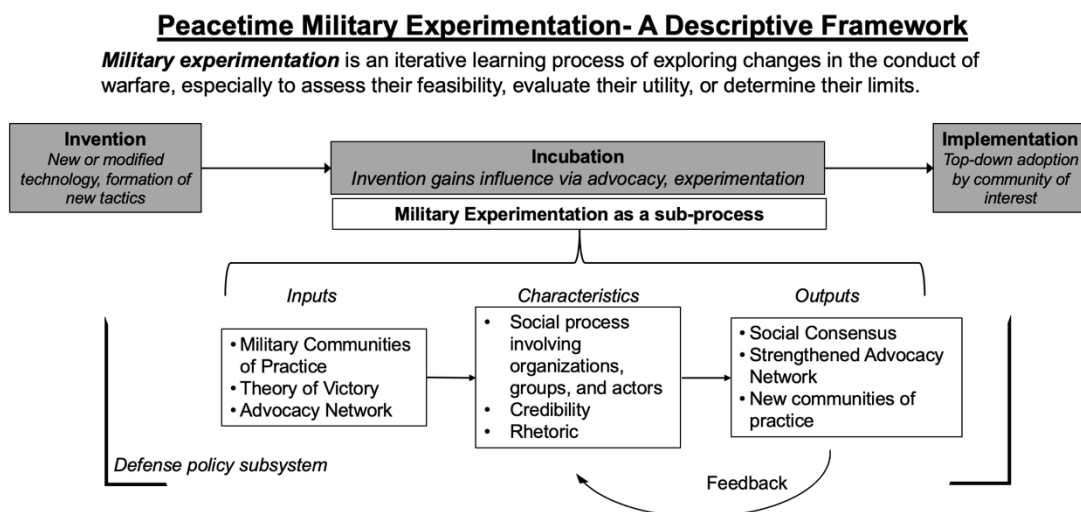 Peacetime Military Experimentation- A Descriptive Framework
Military experimentation is an iterative learning process of exploring changes in the conduct of
warfare, especially to assess their feasibility, evaluate their utility, or determine their limits.
Invention
New or modified
technology, formation of
new tactics
Incubation
Invention gains influence via advocacy, experimentation
Military Experimentation as a sub-process
Implementation
Top-down adoption
by community of
interest
Inputs
• Military Communities
of Practice
• Theory of Victory
• Advocacy Network
Characteristics
• Social process
involving
organizations,
groups, and actors
• Credibility
• Rhetoric
Outputs
• Social Consensus
• Strengthened Advocacy
Network
• New communities of
practice
Defense policy subsystem
Feedback